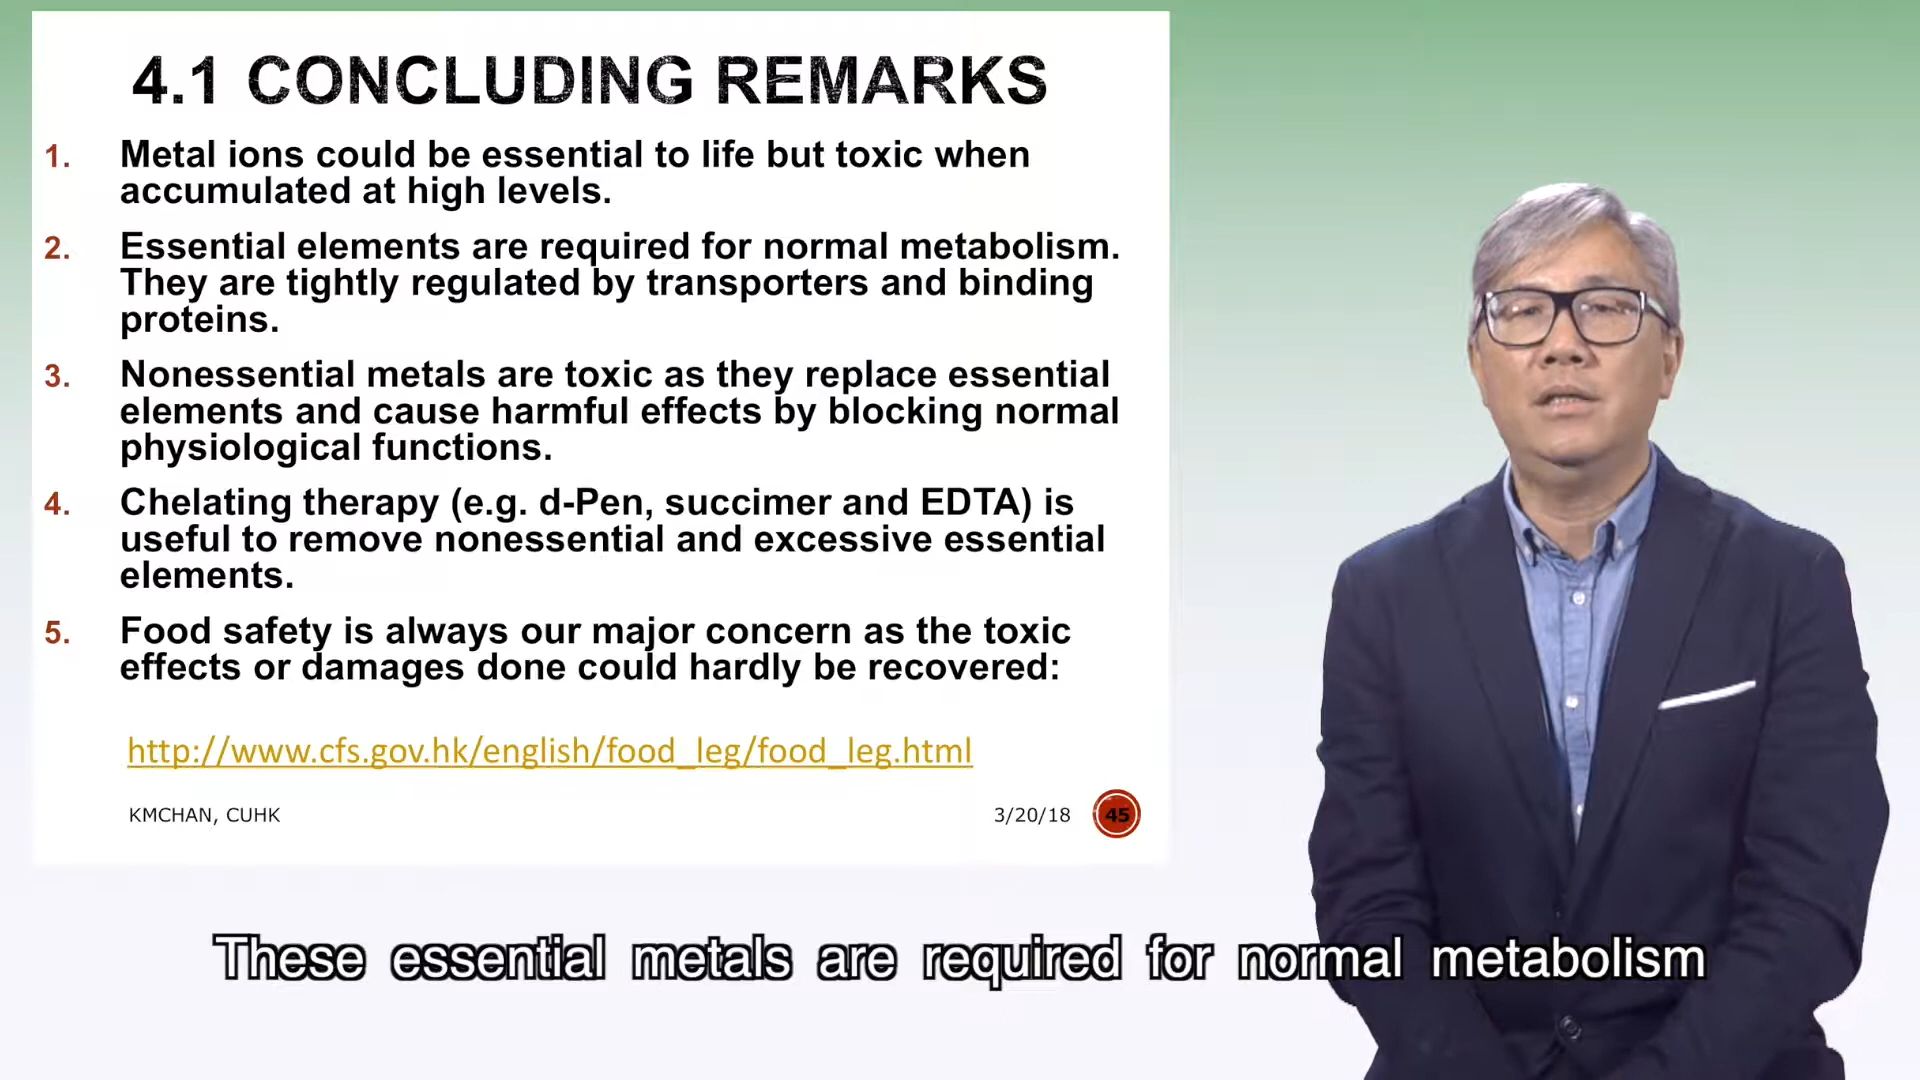 4.1 CONCLUDING REMARKS
1. Metal ions could be essential to life but toxic when
accumulated at high levels.
2. Essential elements are required for normal metabolism.
They are tightly regulated by transporters and binding
proteins.
3. Nonessential metals are toxic as they replace essential
elements and cause harmful effects by blocking normal
physiological functions.
4. Chelating therapy (e.g. d-Pen, succimer and EDTA) is
useful to remove nonessential and excessive essential
elements.
5. Food safety is always our major concern as the toxic
effects or damages done could hardly be recovered:
http://www.cfs.gov.hk/english/food_leg/food_leg.html
KMCHAN, CUHK 3/20/18 45
These essential metals are required for normal metabolism